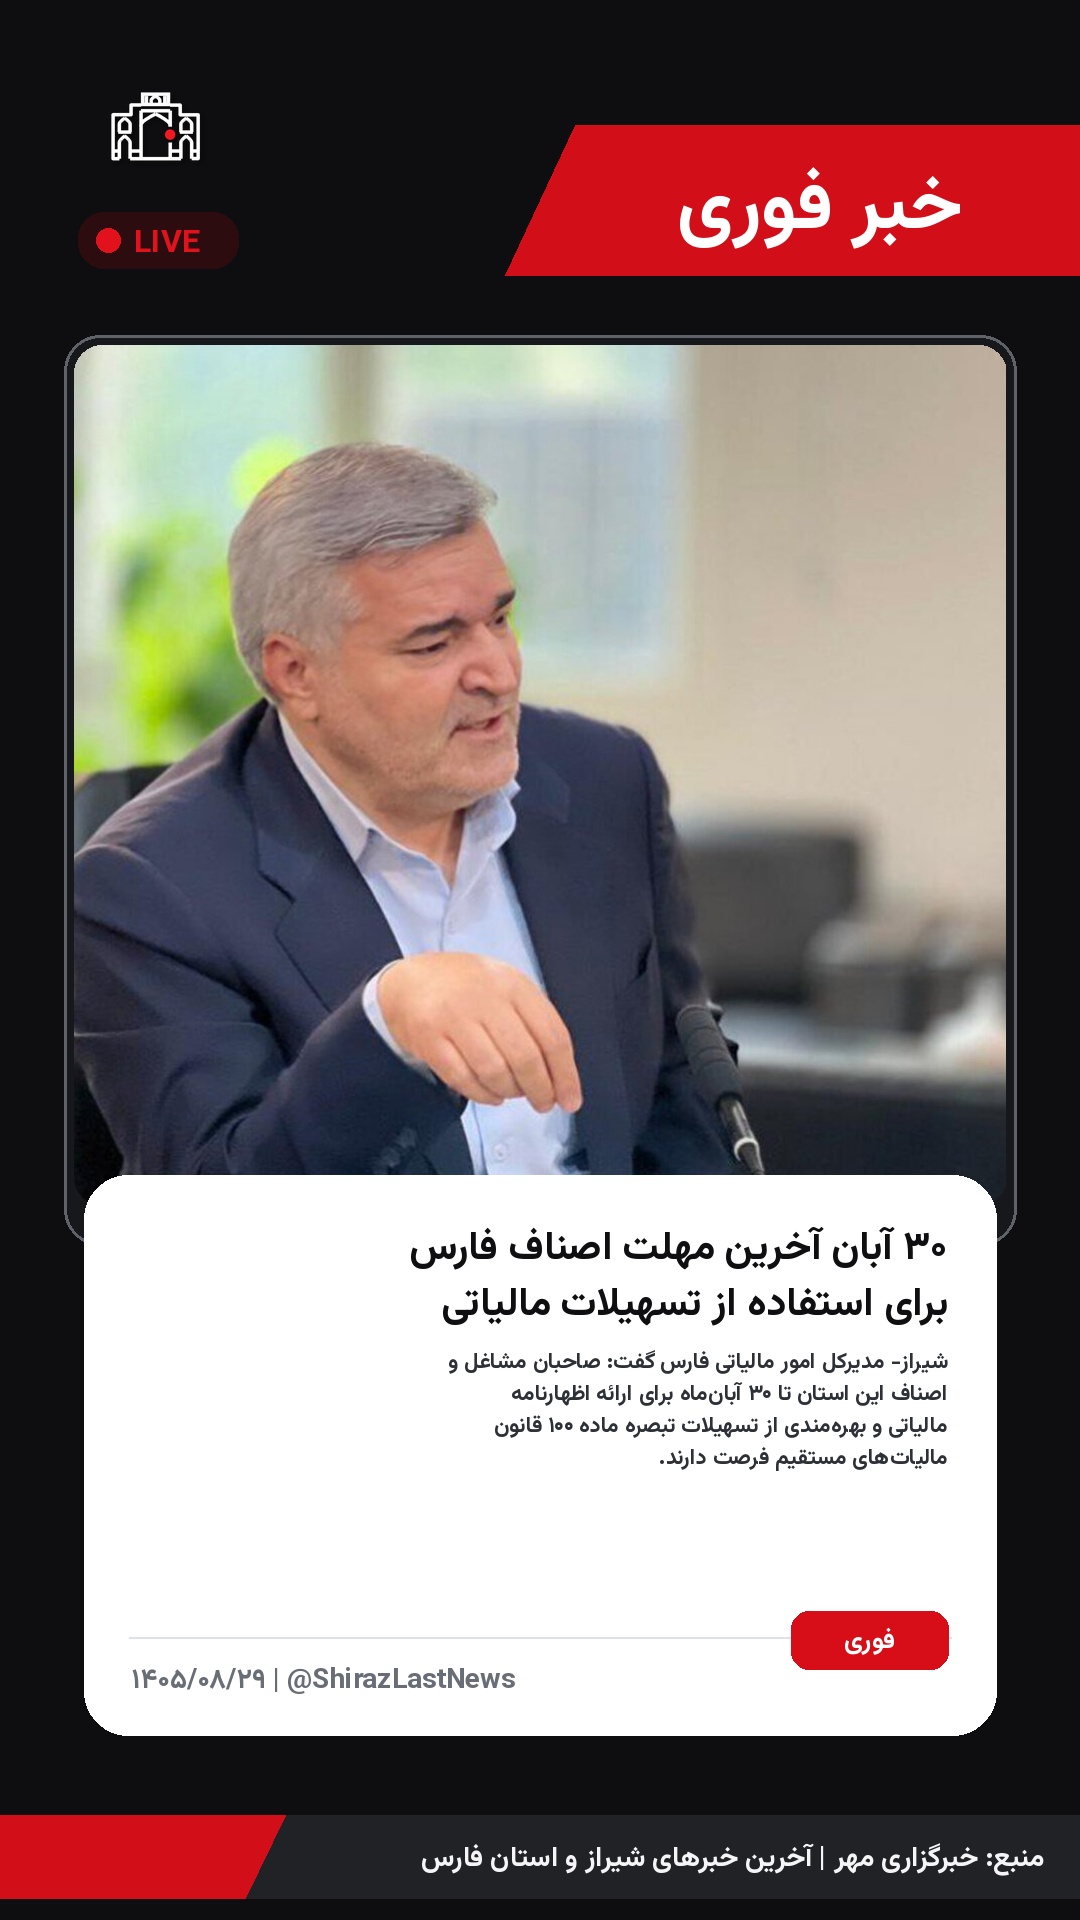 خبر فوری
LIVE
۳۰ آبان آخرین مهلت اصناف فارس
برای استفاده از تسهیلات مالیاتی
شیراز- مدیرکل امور مالیاتی فارس گفت: صاحبان مشاغل و
اصناف این استان تا ۳۰ آبان‌ماه برای ارائه اظهارنامه
مالیاتی و بهره‌مندی از تسهیلات تبصره ماده ۱۰۰ قانون
مالیات‌های مستقیم فرصت دارند.
فوری
۱۴۰۵/۰۸/۲۹ | @ShirazLastNews
منبع: خبرگزاری مهر | آخرین خبرهای شیراز و استان فارس